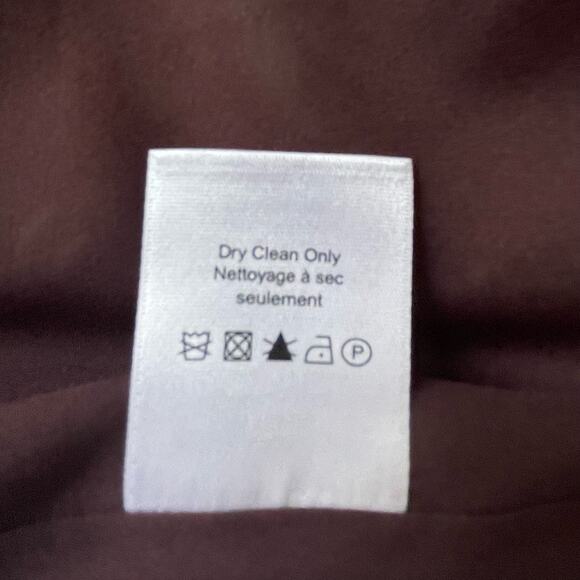 Dry Clean Only
Nettoyage à sec
seulement
P